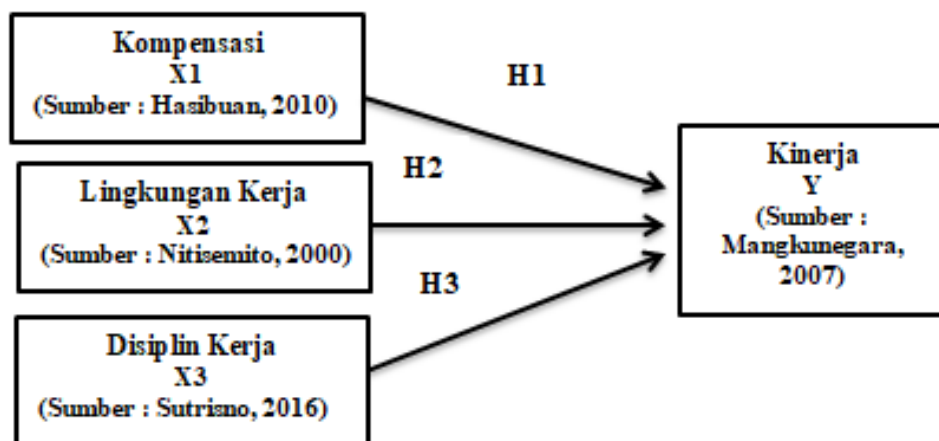 Kompensasi
X1
(Sumber : Hasibuan, 2010)
H1
Lingkungan Kerja
X2
(Sumber : Nitisemito, 2000)
H2
Disiplin Kerja
X3
(Sumber : Sutrisno, 2016)
H3
Kinerja
Y
(Sumber :
Mangkunegara,
2007)